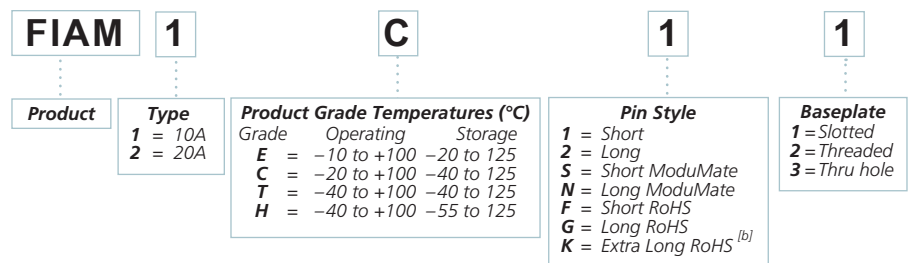 FIAM 1 C 1 1
Product
Type
1 = 10A
2 = 20A
Product Grade Temperatures (°C)
Grade Operating Storage
E = –10 to +100 –20 to 125
C = –20 to +100 –40 to 125
T = –40 to +100 –40 to 125
H = –40 to +100 –55 to 125
Pin Style
1 = Short
2 = Long
S = Short ModuMate
N = Long ModuMate
F = Short RoHS
G = Long RoHS
K = Extra Long RoHS [b]
Baseplate
1 = Slotted
2 = Threaded
3 = Thru hole